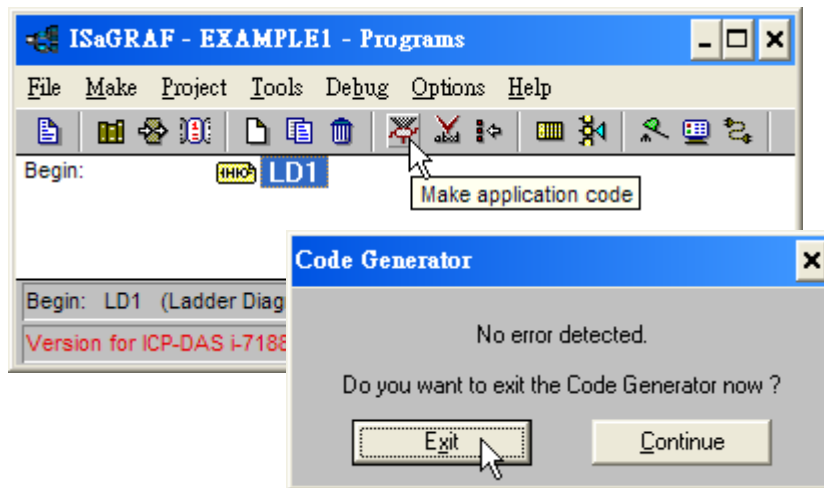 ISaGRAF - EXAMPLE1 - Programs
File Make Project Tools Debug Options Help
Begin: LD1
Make application code
Code Generator
Begin: LD1 (Ladder Diag
No error detected.
Version for ICP-DAS i-7188
Do you want to exit the Code Generator now ?
Exit Continue